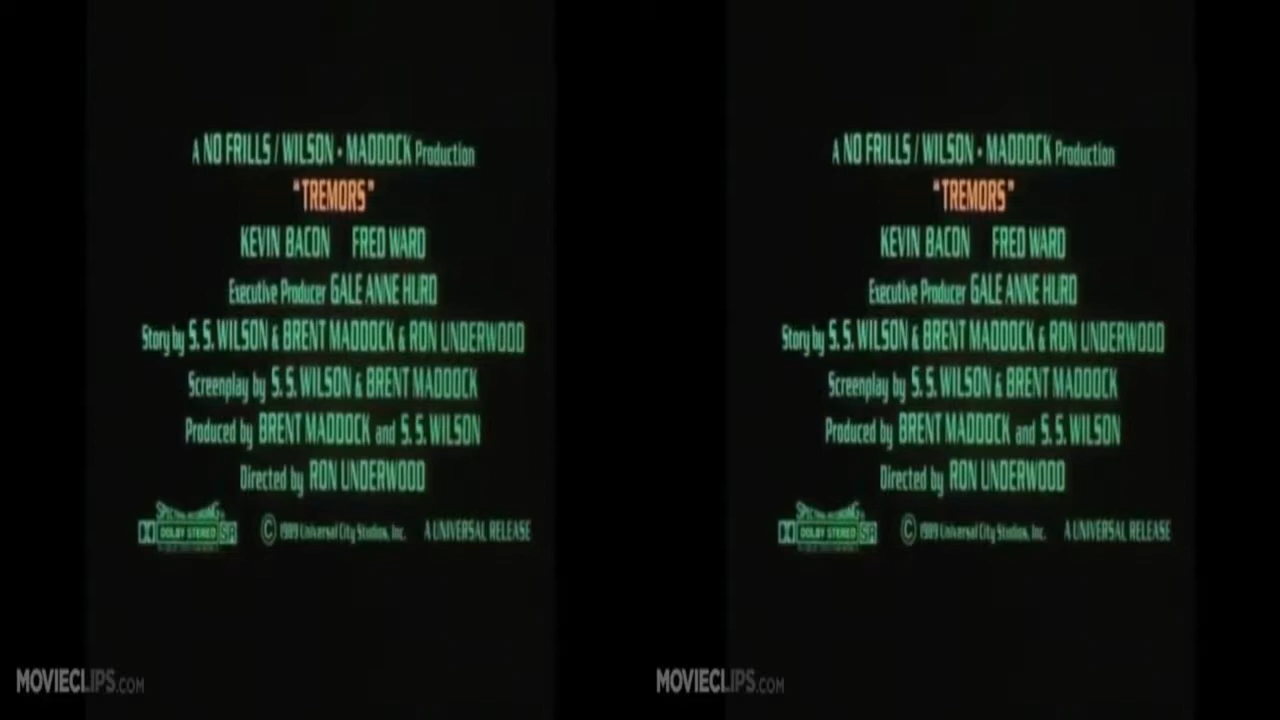 A NO FRILLS / WILSON • MADDOCK Production
"TREMORS"
KEVIN BACON FRED WARD
Executive Producer GALE ANNE HURD
Story by S. S. WILSON & BRENT MADDOCK & RON UNDERWOOD
Screenplay by S. S. WILSON & BRENT MADDOCK
Produced by BRENT MADDOCK and S. S. WILSON
Directed by RON UNDERWOOD
DOLBY STEREO SR
© 1989 Universal City Studios, Inc. A UNIVERSAL RELEASE
MOVIECLIPS.COM
A NO FRILLS / WILSON • MADDOCK Production
"TREMORS"
KEVIN BACON FRED WARD
Executive Producer GALE ANNE HURD
Story by S. S. WILSON & BRENT MADDOCK & RON UNDERWOOD
Screenplay by S. S. WILSON & BRENT MADDOCK
Produced by BRENT MADDOCK and S. S. WILSON
Directed by RON UNDERWOOD
DOLBY STEREO SR
© 1989 Universal City Studios, Inc. A UNIVERSAL RELEASE
MOVIECLIPS.COM